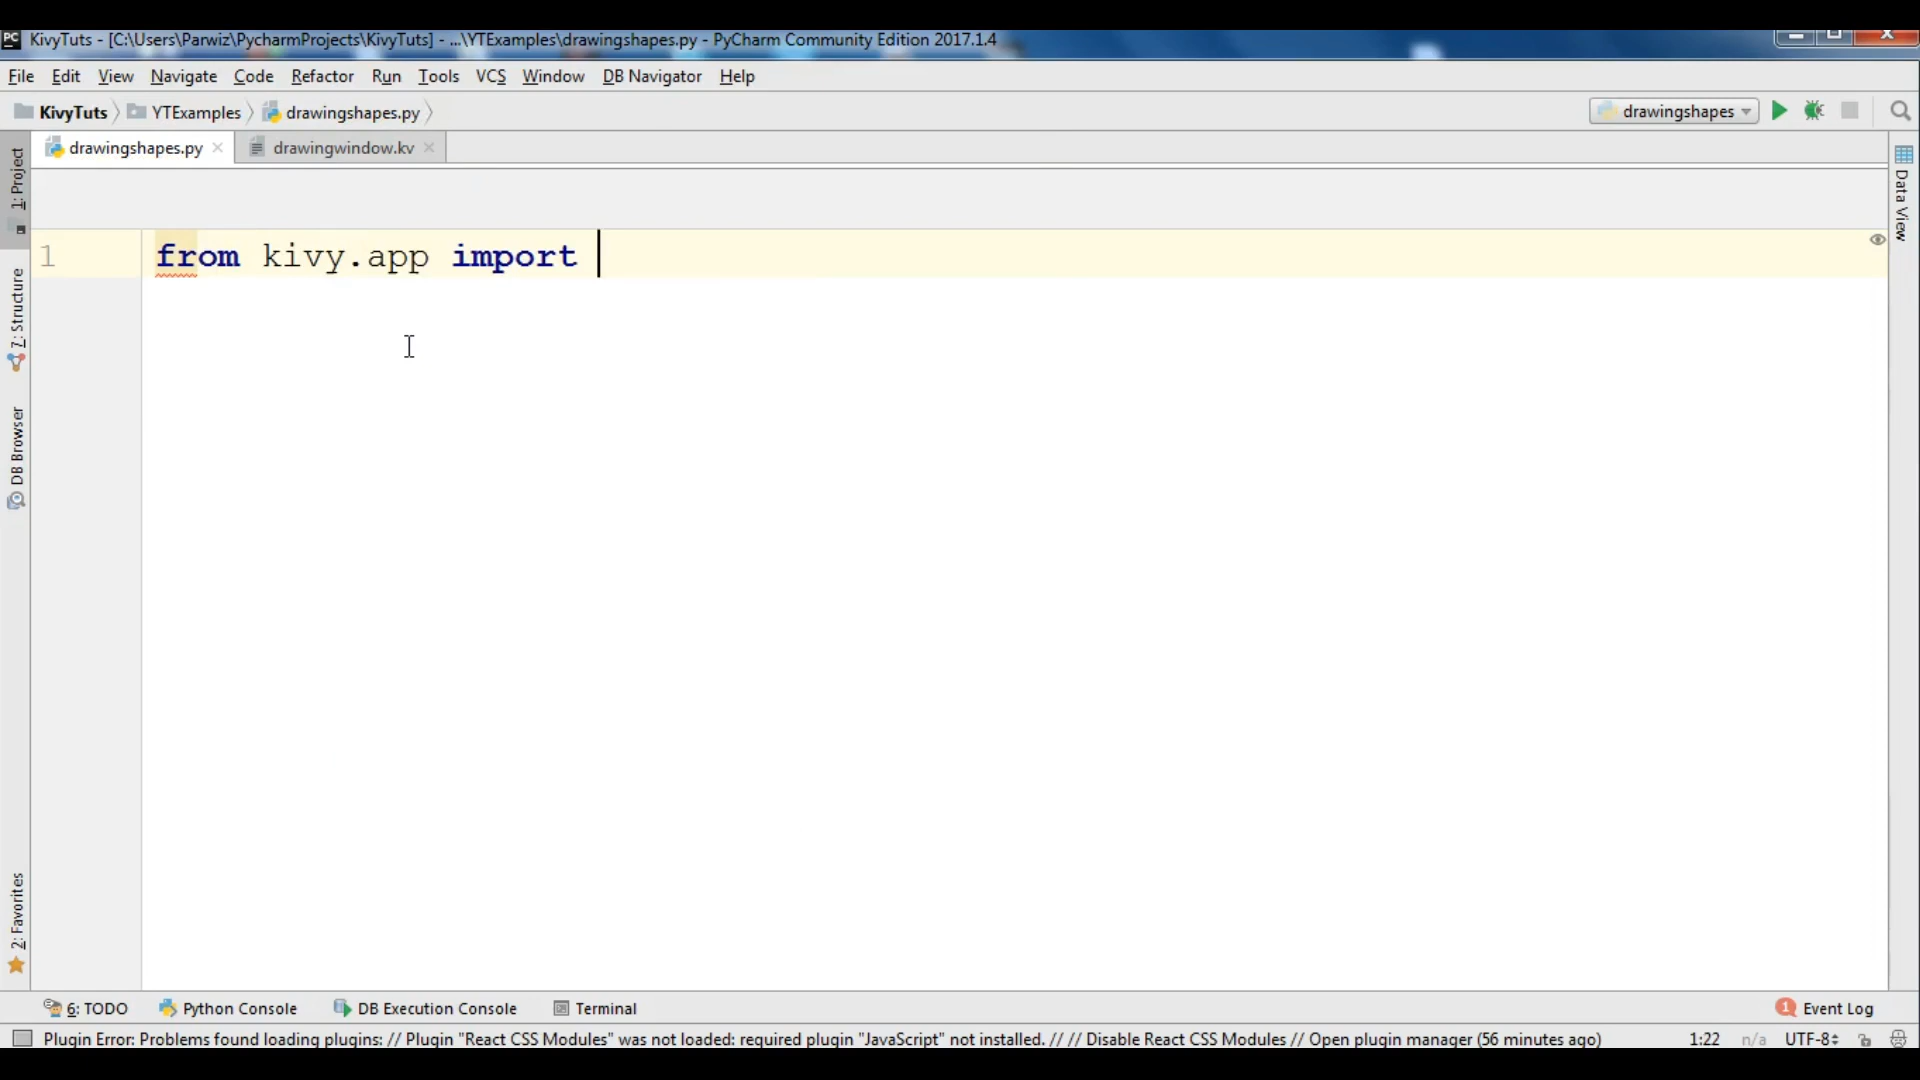 PC KivyTuts - [C:\Users\Parwiz\PycharmProjects\KivyTuts] - ...\YTExamples\drawingshapes.py - PyCharm Community Edition 2017.1.4
File Edit View Navigate Code Refactor Run Tools VCS Window DB Navigator Help
KivyTuts YTExamples drawingshapes.py drawingshapes
drawingshapes.py drawingwindow.kv
1: Project
7: Structure
DB Browser
2: Favorites
Data View
1 from kivy.app import
6: TODO Python Console DB Execution Console Terminal 1 Event Log
Plugin Error: Problems found loading plugins: // Plugin "React CSS Modules" was not loaded: required plugin "JavaScript" not installed. // // Disable React CSS Modules // Open plugin manager (56 minutes ago) 1:22 n/a UTF-8